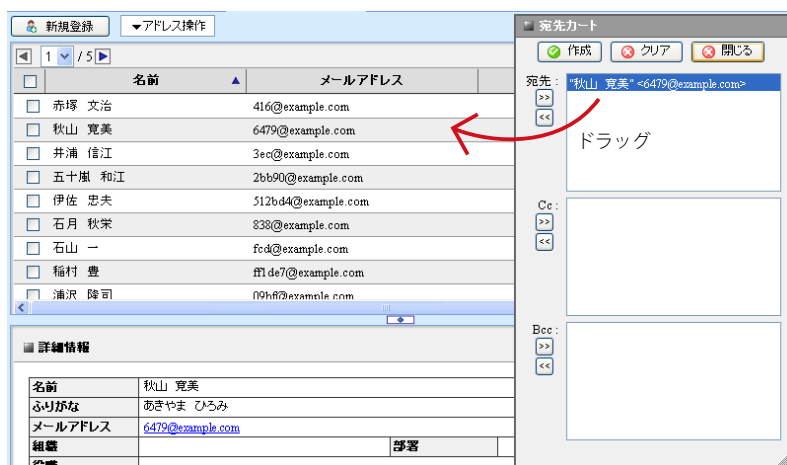 新規登録 ▼アドレス操作
1 / 5
名前 ▲ メールアドレス
赤塚 文治 416@example.com
秋山 寛美 6479@example.com
井浦 信江 3ec@example.com
五十嵐 和江 2bb90@example.com
伊佐 忠夫 512bd4@example.com
石月 秋栄 838@example.com
石山 一 fcd@example.com
稲村 豊 ff1de7@example.com
浦沢 隆司 09bff@example.com
詳細情報
名前 秋山 寛美
ふりがな あきやま ひろみ
メールアドレス 6479@example.com
組織 部署
役職
宛先カート
作成 クリア 閉じる
宛先 : "秋山 寛美" <6479@example.com>
>>
<<
ドラッグ
Cc :
>>
<<
Bcc :
>>
<<